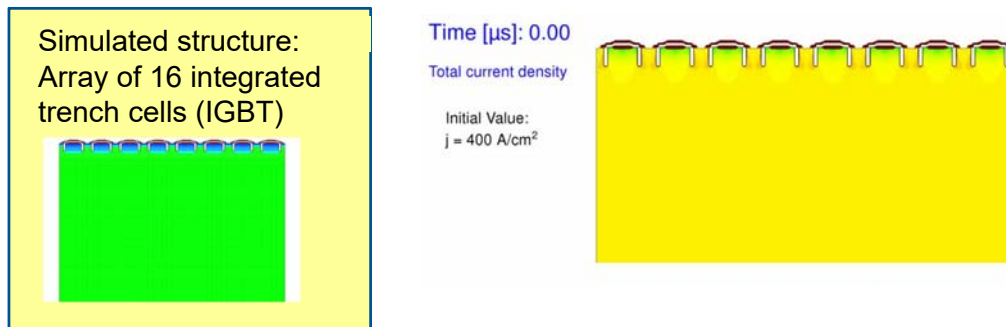 Simulated structure:
Array of 16 integrated
trench cells (IGBT)
Time [µs]: 0.00
Total current density
Initial Value:
j = 400 A/cm²